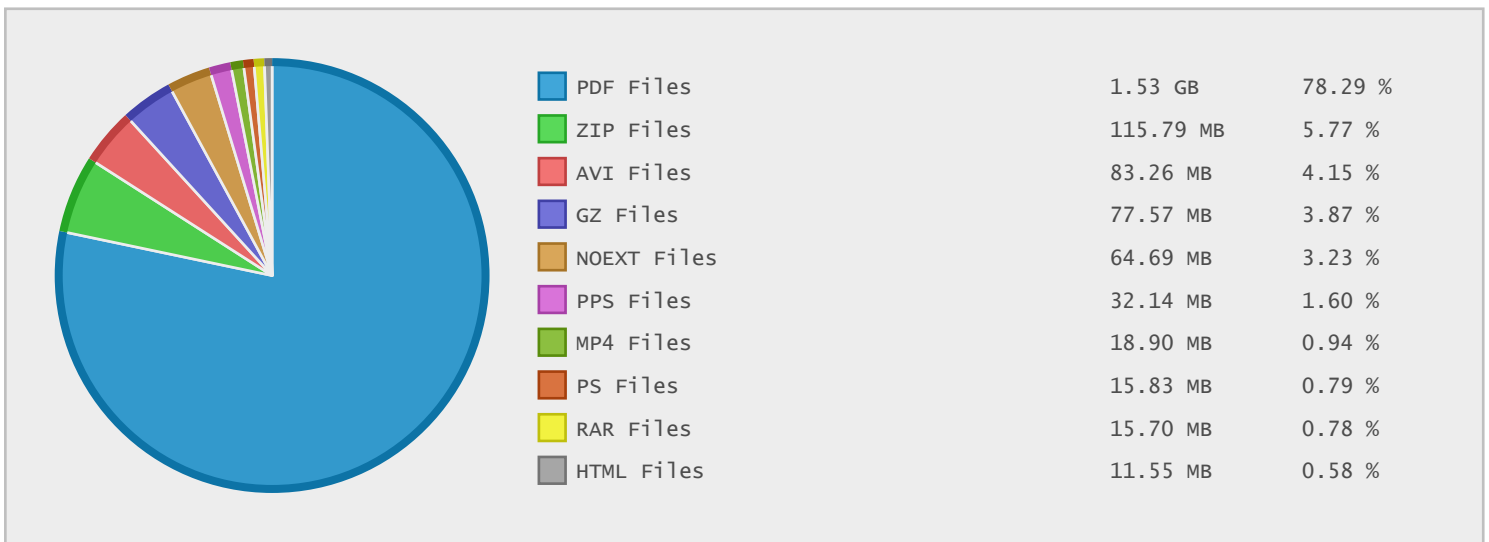 PDF Files 1.53 GB 78.29 %
ZIP Files 115.79 MB 5.77 %
AVI Files 83.26 MB 4.15 %
GZ Files 77.57 MB 3.87 %
NOEXT Files 64.69 MB 3.23 %
PPS Files 32.14 MB 1.60 %
MP4 Files 18.90 MB 0.94 %
PS Files 15.83 MB 0.79 %
RAR Files 15.70 MB 0.78 %
HTML Files 11.55 MB 0.58 %